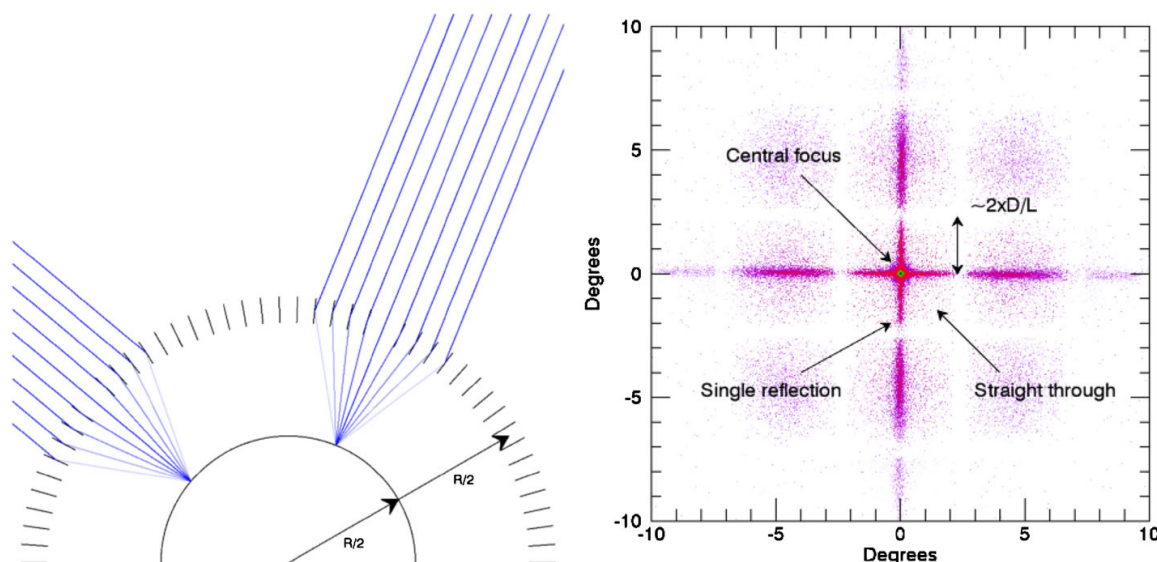 R/2
R/2
10
5
0
-5
-10
Degrees
Central focus
~2xD/L
Single reflection
Straight through
-10
-5
0
5
10
Degrees